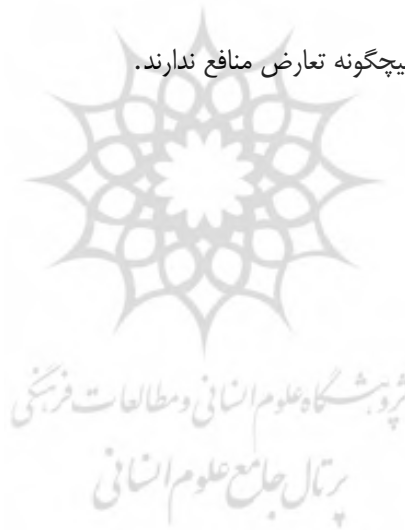 یچگونه تعارض منافع ندارند.
پژوهشگاه علوم انسانی و مطالعات فرهنگی
پرتال جامع علوم انسانی